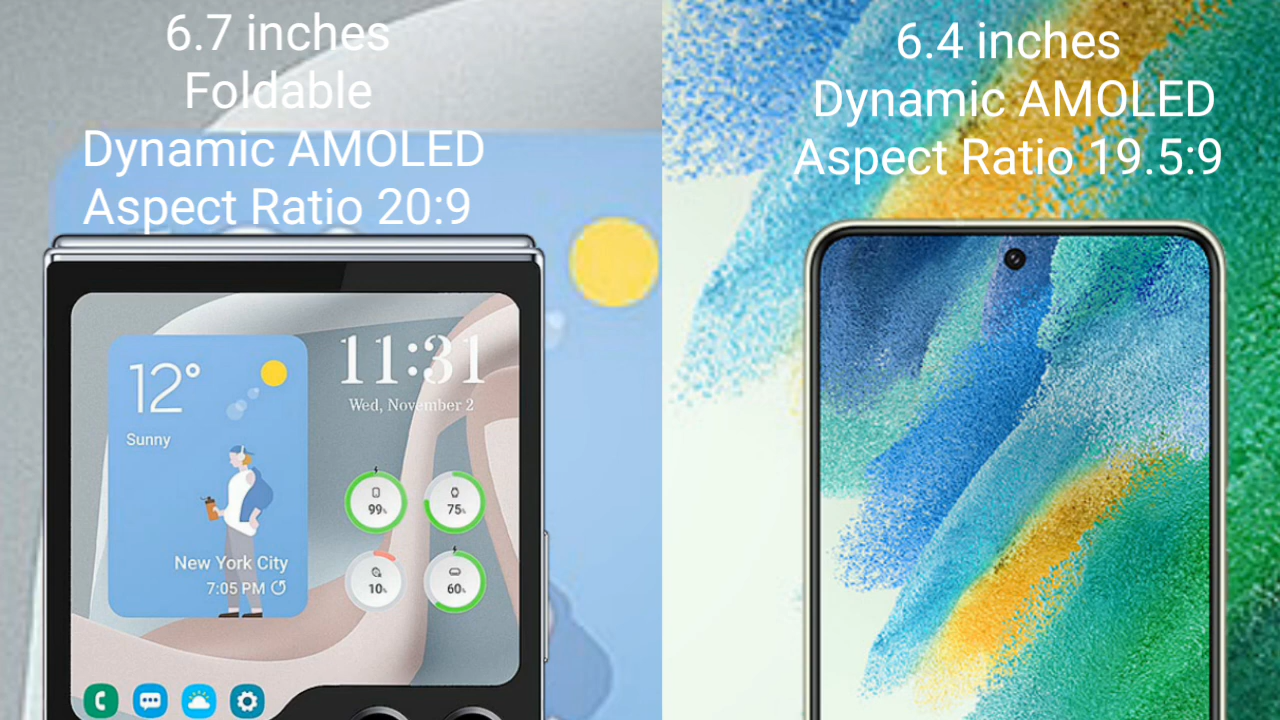 6.7 inches
Foldable
Dynamic AMOLED
Aspect Ratio 20:9
6.4 inches
Dynamic AMOLED
Aspect Ratio 19.5:9
12°
Sunny
New York City
7:05 PM
11:31
Wed, November 2
99%
75%
10%
60%